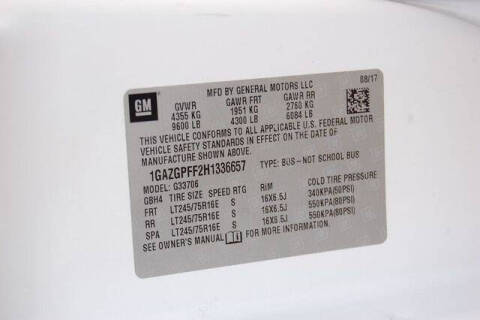 MFD BY GENERAL MOTORS LLC 08/17
GM GVWR GAWR FRT GAWR RR
4355 KG 1951 KG 2760 KG
9600 LB 4300 LB 6084 LB
THIS VEHICLE CONFORMS TO ALL APPLICABLE U.S. FEDERAL MOTOR
VEHICLE SAFETY STANDARDS IN EFFECT ON THE DATE OF
MANUFACTURE SHOWN ABOVE.
1GAZGPFF2H1336657 TYPE: BUS–NOT SCHOOL BUS
MODEL: G33706
GBH4 TIRE SIZE SPEED RTG RIM COLD TIRE PRESSURE
FRT LT245/75R16E S 16X6.5J 340KPA(50PSI)
RR LT245/75R16E S 16X6.5J 550KPA(80PSI)
SPA LT245/75R16E S 16X6.5J 550KPA(80PSI)
SEE OWNER'S MANUAL FOR MORE INFORMATION.